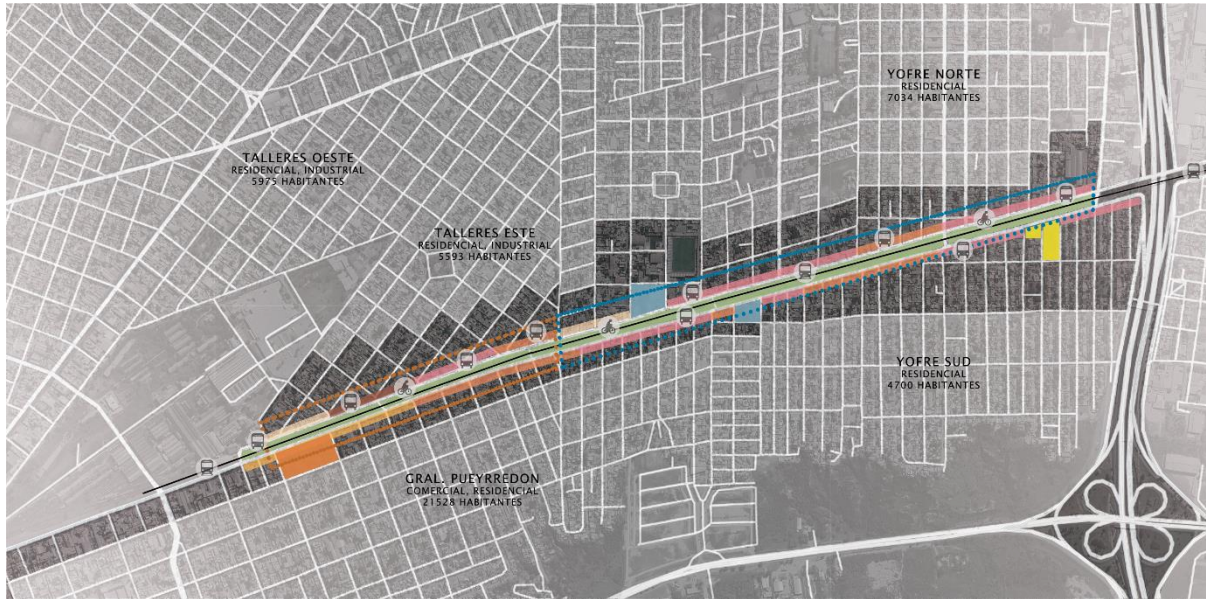 YOFRE NORTE
RESIDENCIAL
7034 HABITANTES
TALLERES OESTE
RESIDENCIAL, INDUSTRIAL
5975 HABITANTES
TALLERES ESTE
RESIDENCIAL, INDUSTRIAL
5593 HABITANTES
YOFRE SUD
RESIDENCIAL
4700 HABITANTES
GRAL. PUEYRREDON
COMERCIAL, RESIDENCIAL
21528 HABITANTES